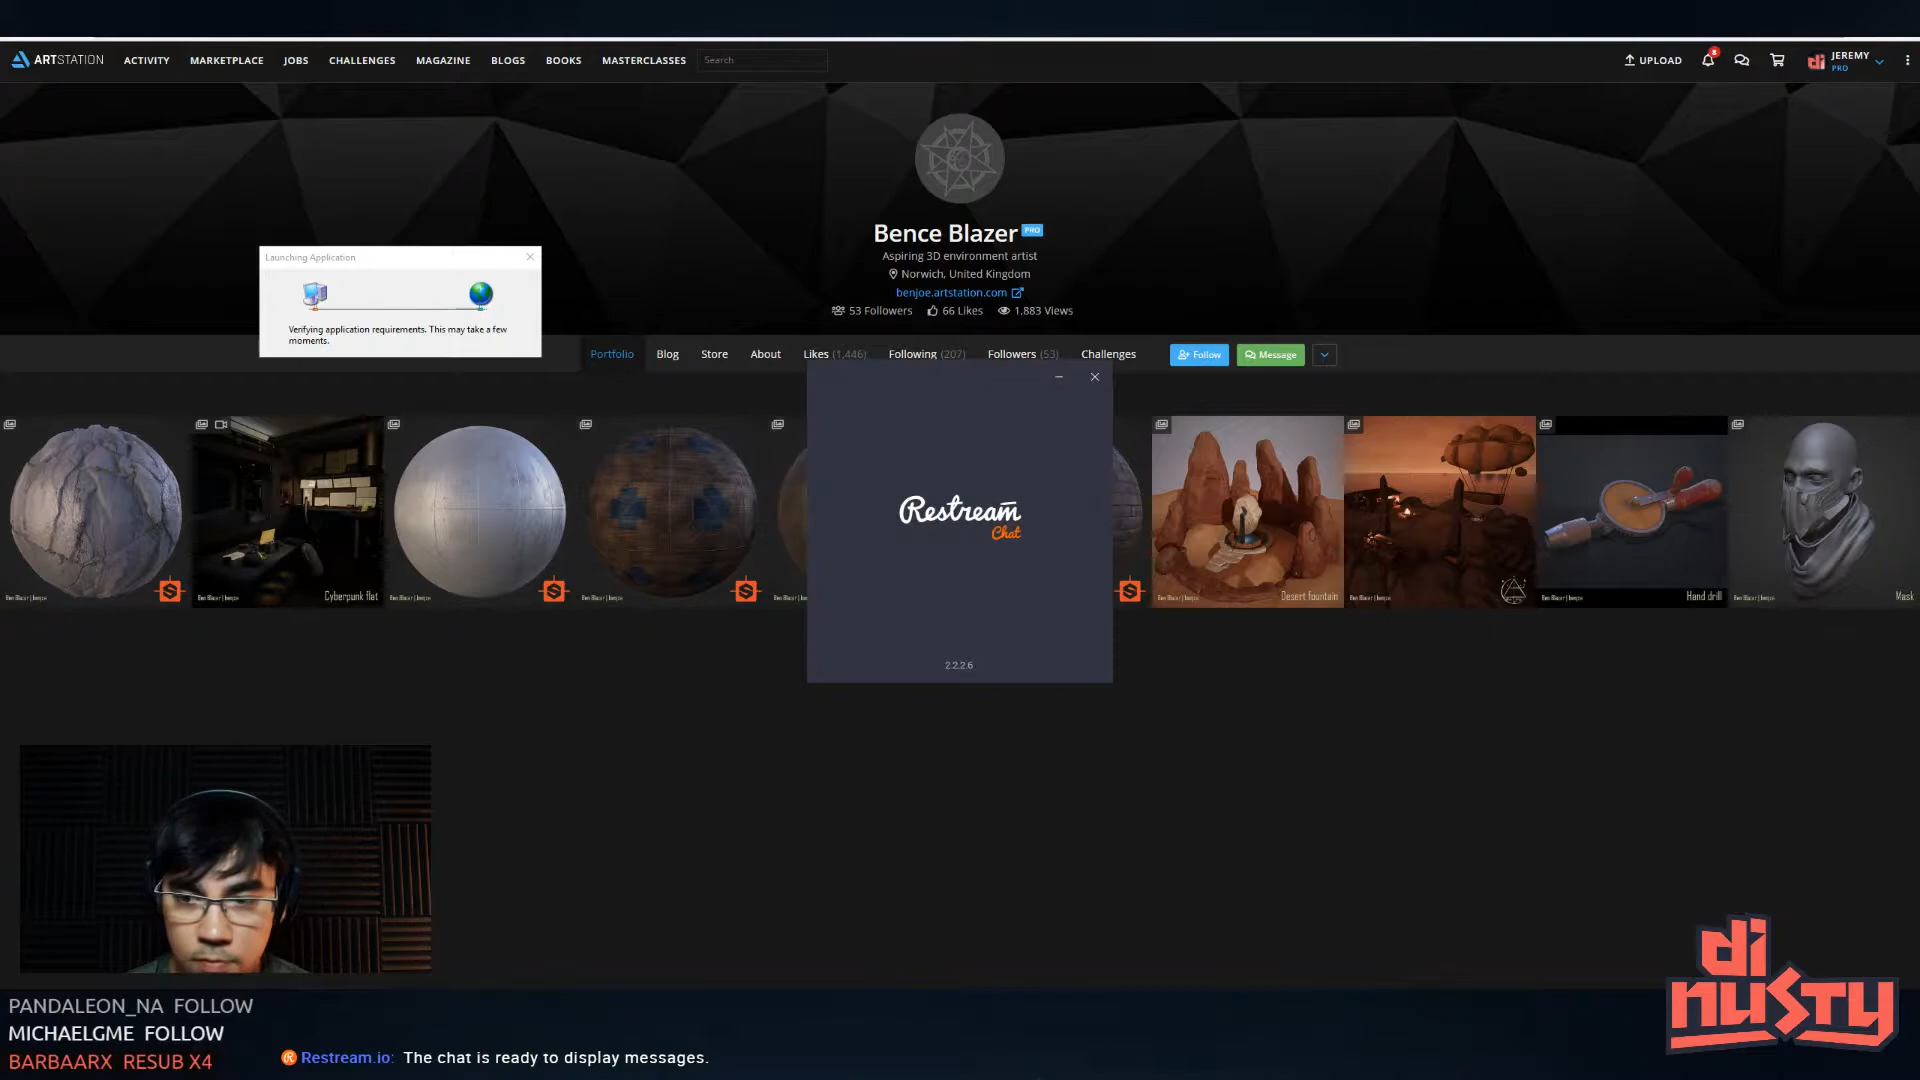 ARTSTATION
ACTIVITY
MARKETPLACE
JOBS
CHALLENGES
MAGAZINE
BLOGS
BOOKS
MASTERCLASSES
Search
UPLOAD
8
di
JEREMY
PRO
Bence Blazer PRO
Aspiring 3D environment artist
Norwich, United Kingdom
benjoe.artstation.com
53 Followers
66 Likes
1,883 Views
Launching Application
Verifying application requirements. This may take a few
moments.
Portfolio
Blog
Store
About
Likes (1,446)
Following (207)
Followers (53)
Challenges
Follow
Message
Restream
Chat
2.2.2.6
Cyberpunk flat
Desert fountain
Hand drill
Mask
PANDALEON_NA FOLLOW
MICHAELGME FOLLOW
BARBAARX RESUB X4
Restream.io: The chat is ready to display messages.
di
nusty